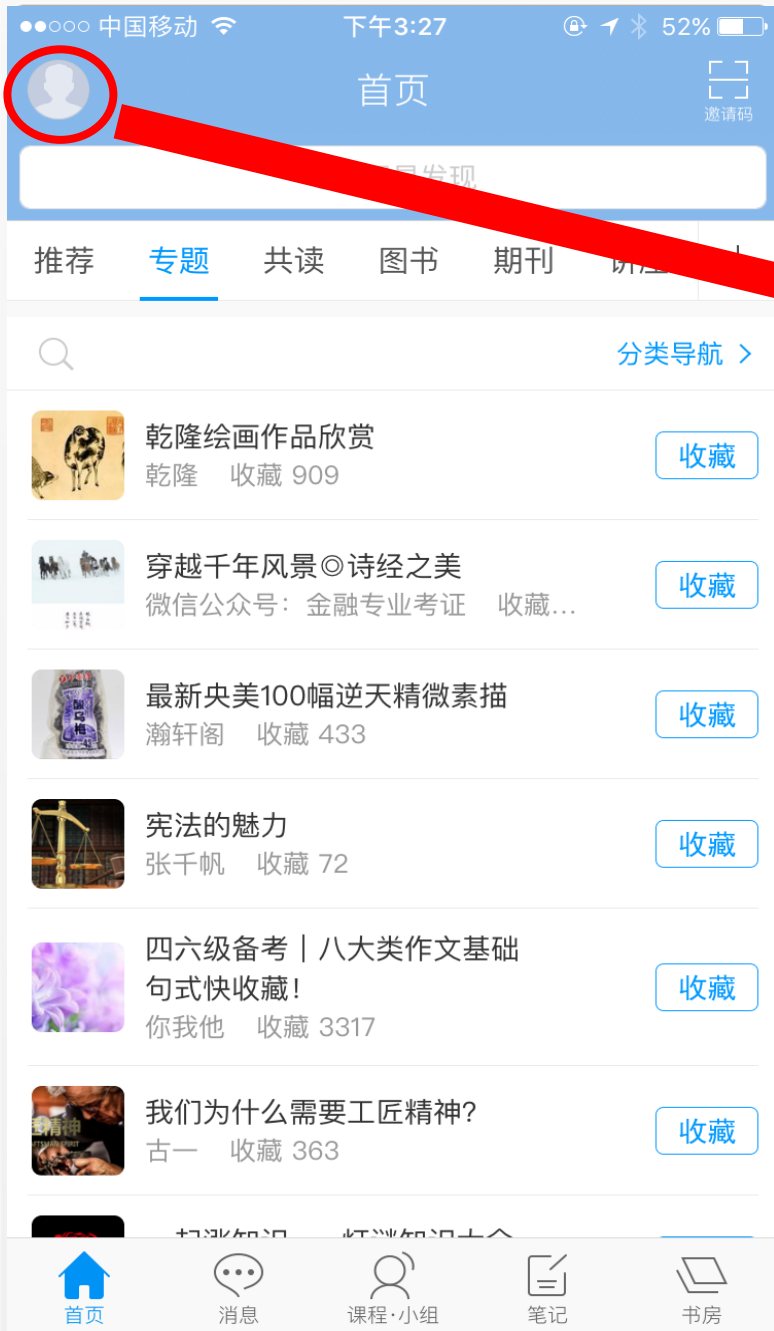 中国移动 下午3:27 52%
首页
邀请码
发现
推荐 专题 共读 图书 期刊
分类导航
乾隆绘画作品欣赏
乾隆 收藏 909
收藏
穿越千年风景◎诗经之美
微信公众号：金融专业考证 收藏…
收藏
最新央美100幅逆天精微素描
瀚轩阁 收藏 433
收藏
宪法的魅力
张千帆 收藏 72
收藏
四六级备考｜八大类作文基础
句式快收藏！
你我他 收藏 3317
收藏
我们为什么需要工匠精神?
古一 收藏 363
收藏
首页 消息 课程·小组 笔记 书房